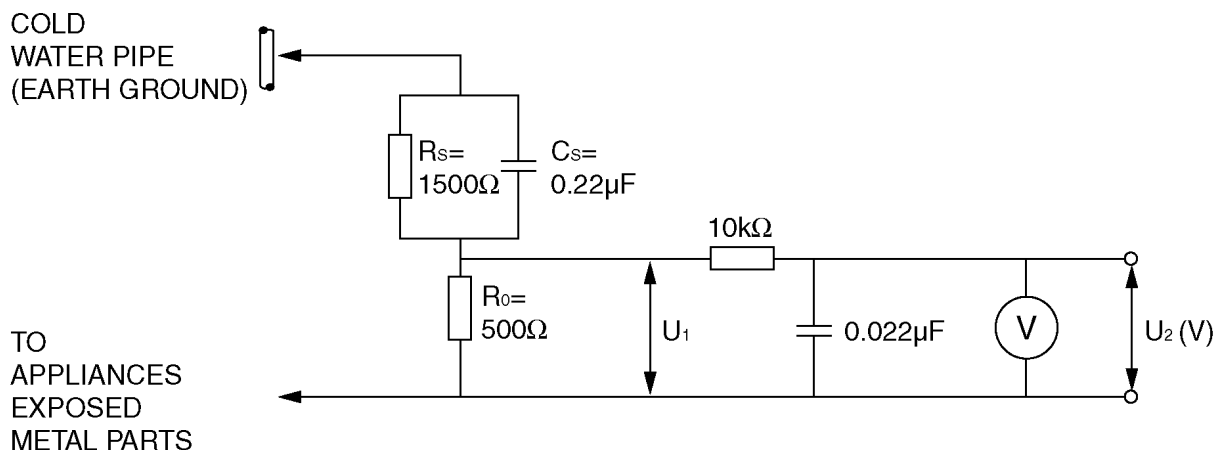 COLD
WATER PIPE
(EARTH GROUND)
RS=
1500Ω
CS=
0.22µF
10kΩ
R0=
500Ω
U1
0.022µF
V
U2 (V)
TO
APPLIANCES
EXPOSED
METAL PARTS